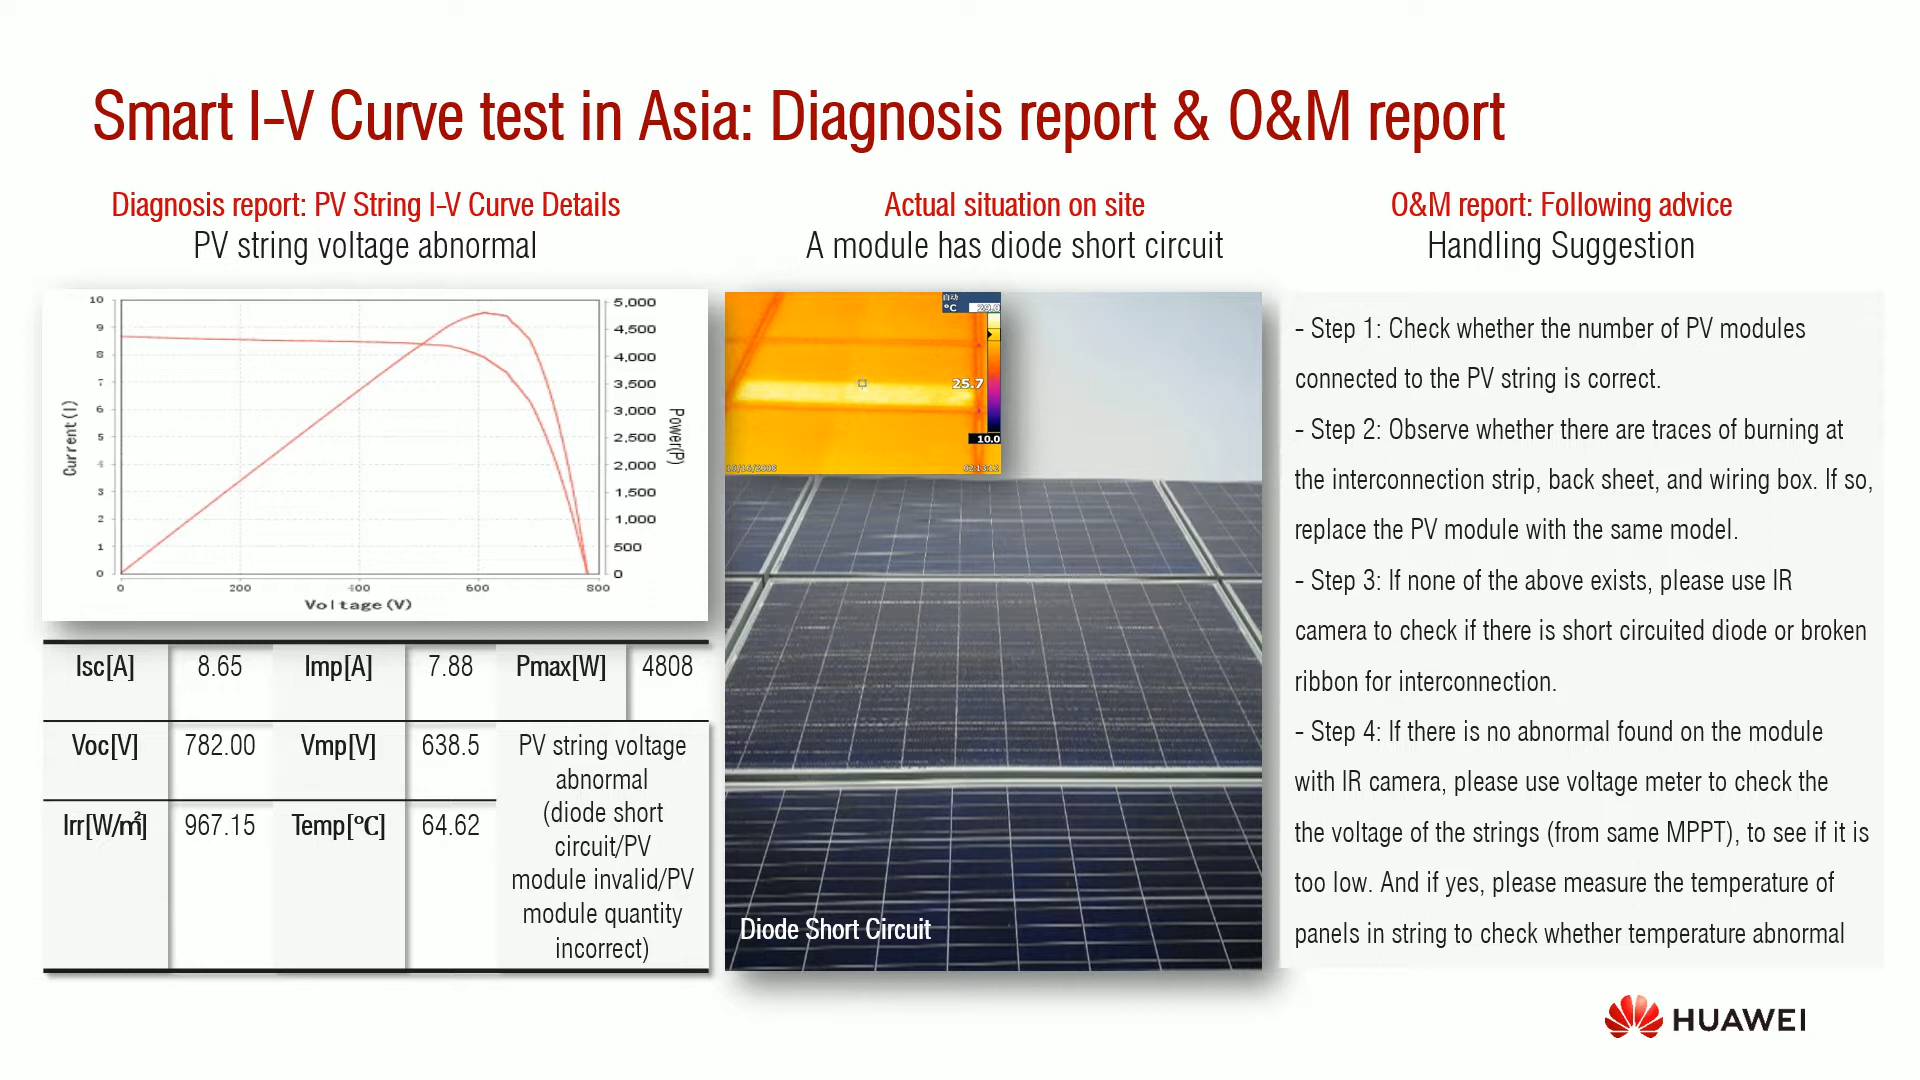 Smart I-V Curve test in Asia: Diagnosis report & O&M report
Diagnosis report: PV String I-V Curve Details
PV string voltage abnormal
10
9
8
7
6
5
4
3
2
1
0
Current(I)
5,000
4,500
4,000
3,500
3,000
2,500
2,000
1,500
1,000
500
0
Power(P)
0 200 400 600 800
Voltage(V)
Isc[A] 8.65 Imp[A] 7.88 Pmax[W] 4808
Voc[V] 782.00 Vmp[V] 638.5
Irr[W/㎡] 967.15 Temp[℃] 64.62
PV string voltage
abnormal
(diode short
circuit/PV
module invalid/PV
module quantity
incorrect)
Actual situation on site
A module has diode short circuit
自动
°C
25.7
10.0
Diode Short Circuit
O&M report: Following advice
Handling Suggestion
- Step 1: Check whether the number of PV modules
connected to the PV string is correct.
- Step 2: Observe whether there are traces of burning at
the interconnection strip, back sheet, and wiring box. If so,
replace the PV module with the same model.
- Step 3: If none of the above exists, please use IR
camera to check if there is short circuited diode or broken
ribbon for interconnection.
- Step 4: If there is no abnormal found on the module
with IR camera, please use voltage meter to check the
the voltage of the strings (from same MPPT), to see if it is
too low. And if yes, please measure the temperature of
panels in string to check whether temperature abnormal
HUAWEI